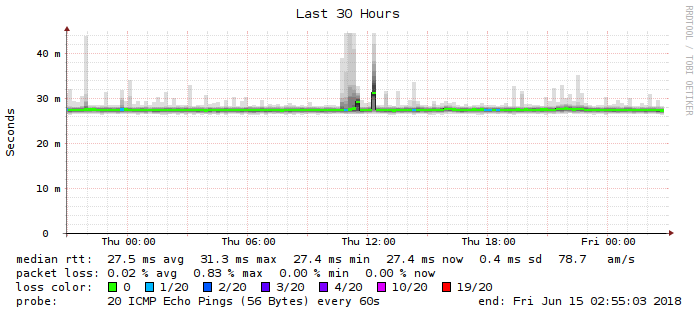 Last 30 Hours
RRDTOOL / TOBI OETIKER
Seconds
40 m
30 m
20 m
10 m
0
Thu 00:00 Thu 06:00 Thu 12:00 Thu 18:00 Fri 00:00
median rtt: 27.5 ms avg 31.3 ms max 27.4 ms min 27.4 ms now 0.4 ms sd 78.7 am/s
packet loss: 0.02 % avg 0.83 % max 0.00 % min 0.00 % now
loss color: 0 1/20 2/20 3/20 4/20 10/20 19/20
probe: 20 ICMP Echo Pings (56 Bytes) every 60s end: Fri Jun 15 02:55:03 2018